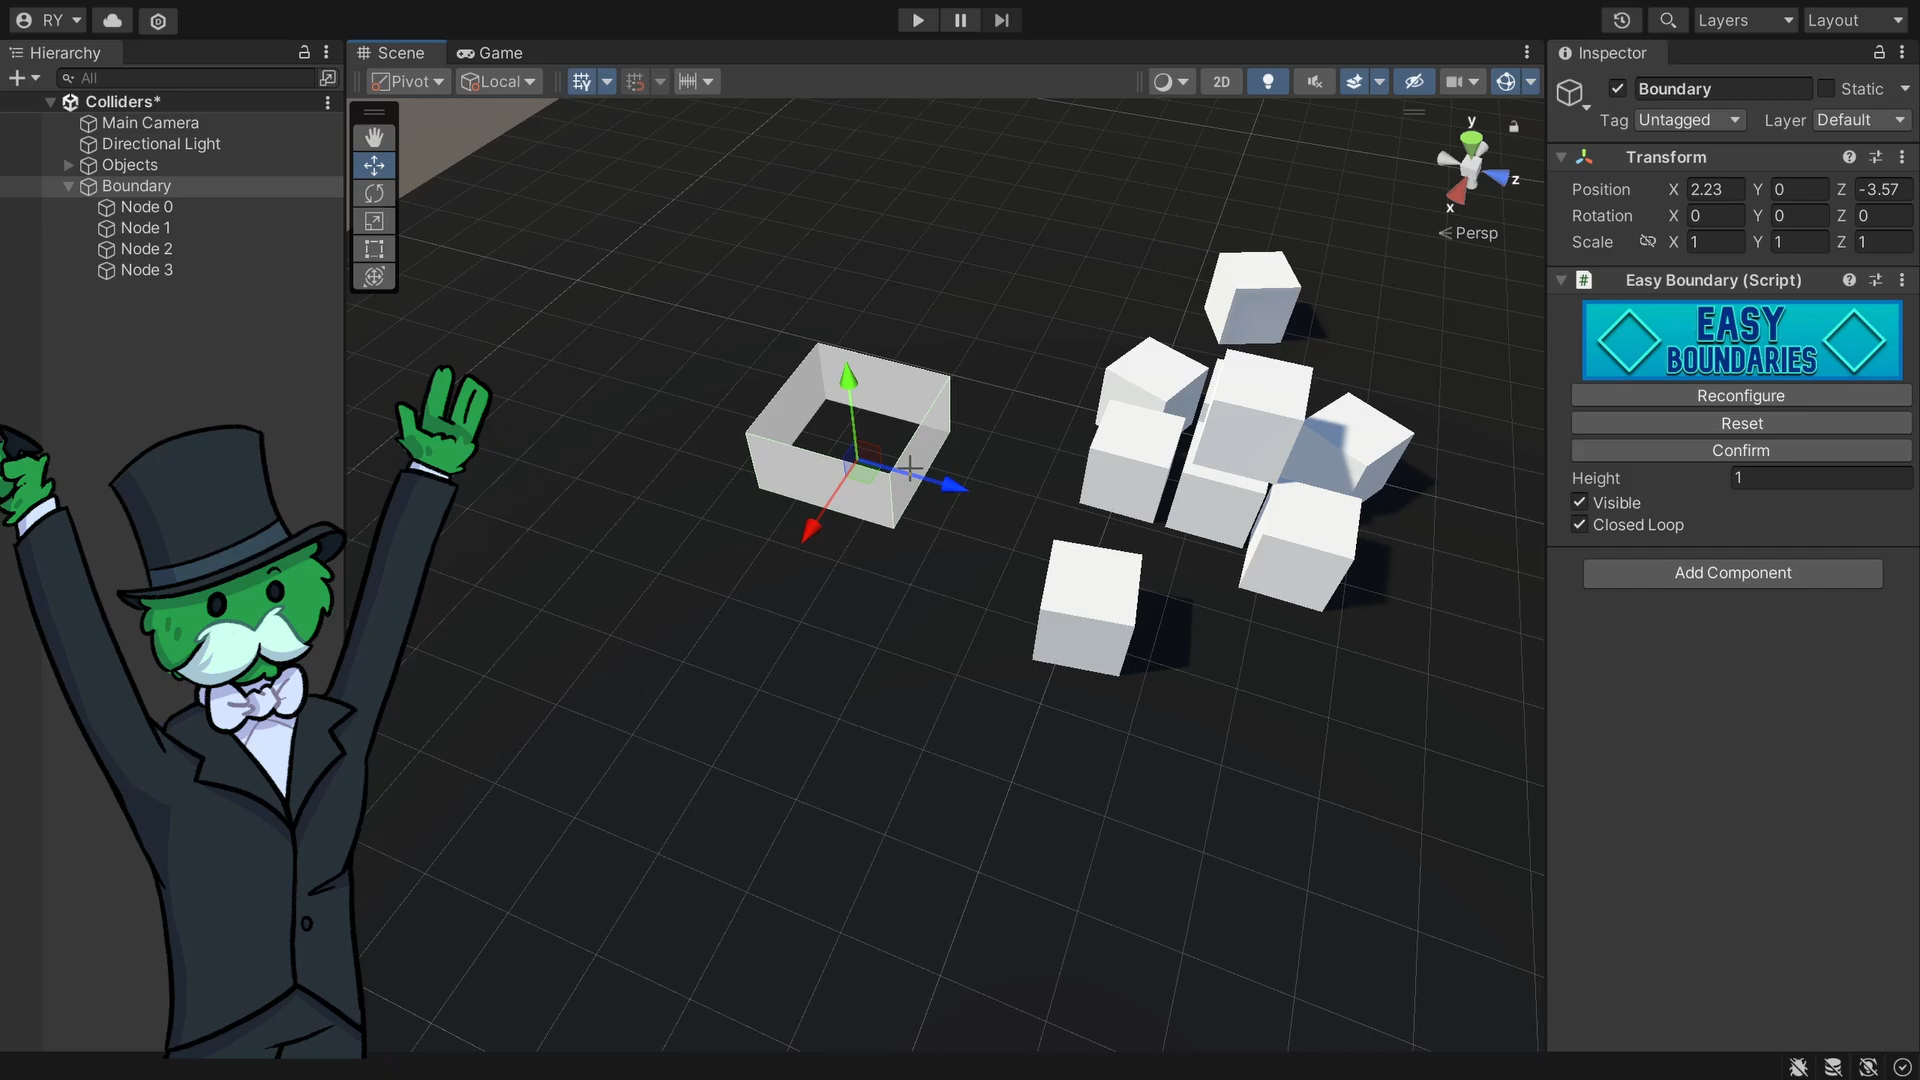 RY
Layers
Layout
Hierarchy
Scene
Game
Inspector
All
Pivot
Local
2D
Boundary
Static
Tag Untagged
Layer Default
Colliders*
Main Camera
Directional Light
Objects
Boundary
Node 0
Node 1
Node 2
Node 3
y
z
x
Persp
Transform
Position X 2.23 Y 0 Z -3.57
Rotation X 0 Y 0 Z 0
Scale X 1 Y 1 Z 1
# Easy Boundary (Script)
EASY
BOUNDARIES
Reconfigure
Reset
Confirm
Height 1
Visible
Closed Loop
Add Component